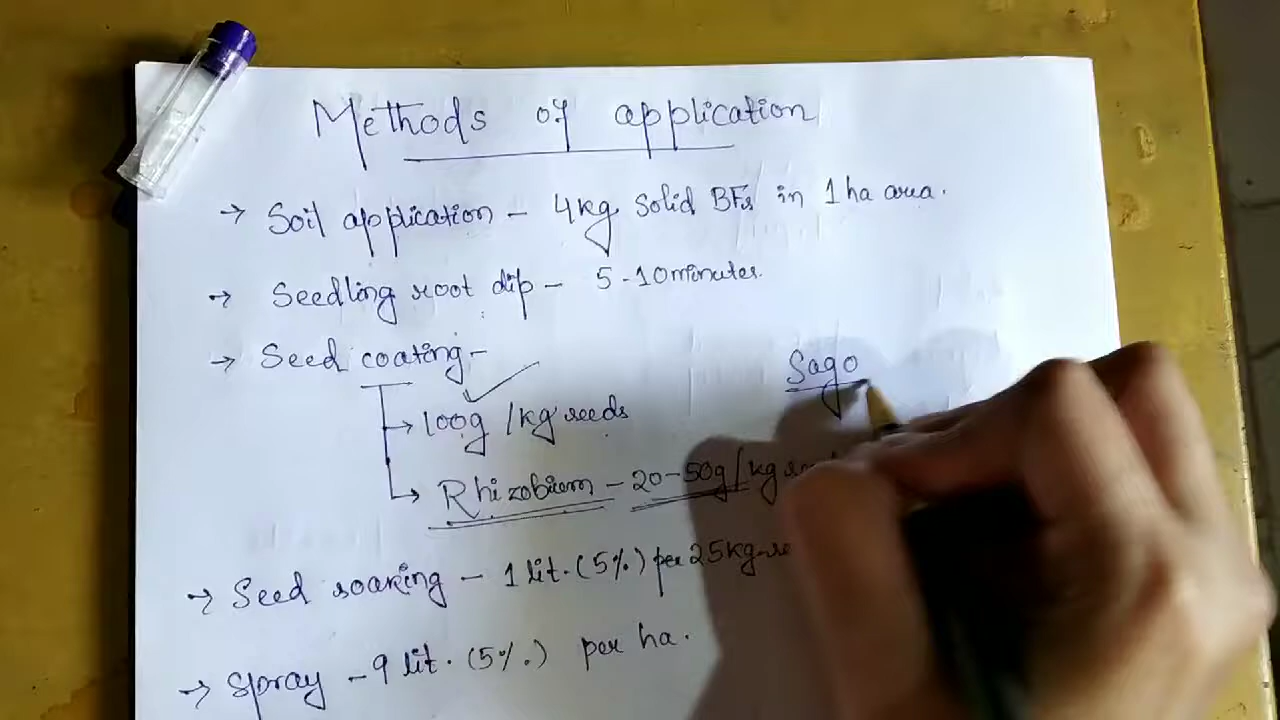 Methods of application
→ Soil application - 4kg solid BFs in 1 ha area.
→ Seedling root dip - 5-10 minutes.
→ Seed coating -
Sago
→ 100g /kg seeds
→ Rhizobium - 20-50g/kg
→ Seed soaking - 1 lit. (5%) per 25kg
→ Spray - 9 lit. (5%) per ha.